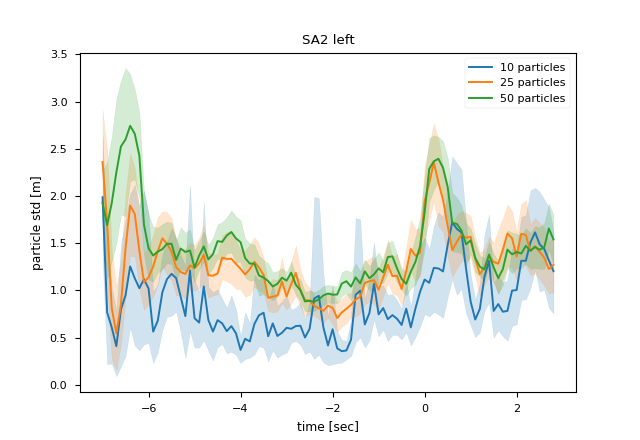 SA2 left
3.5
3.0
2.5
2.0
1.5
1.0
0.5
0.0
particle std [m]
10 particles
25 particles
50 particles
−6
−4
−2
0
2
time [sec]